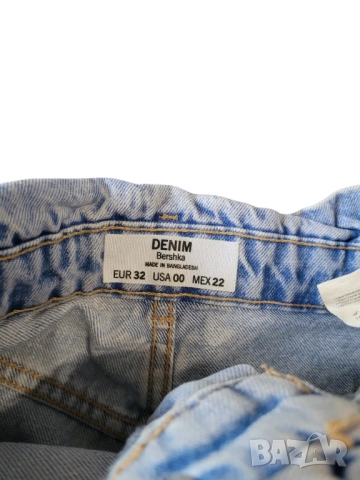 DENIM
Bershka
MADE IN BANGLADESH
EUR 32 USA 00 MEX 22
BAZAR